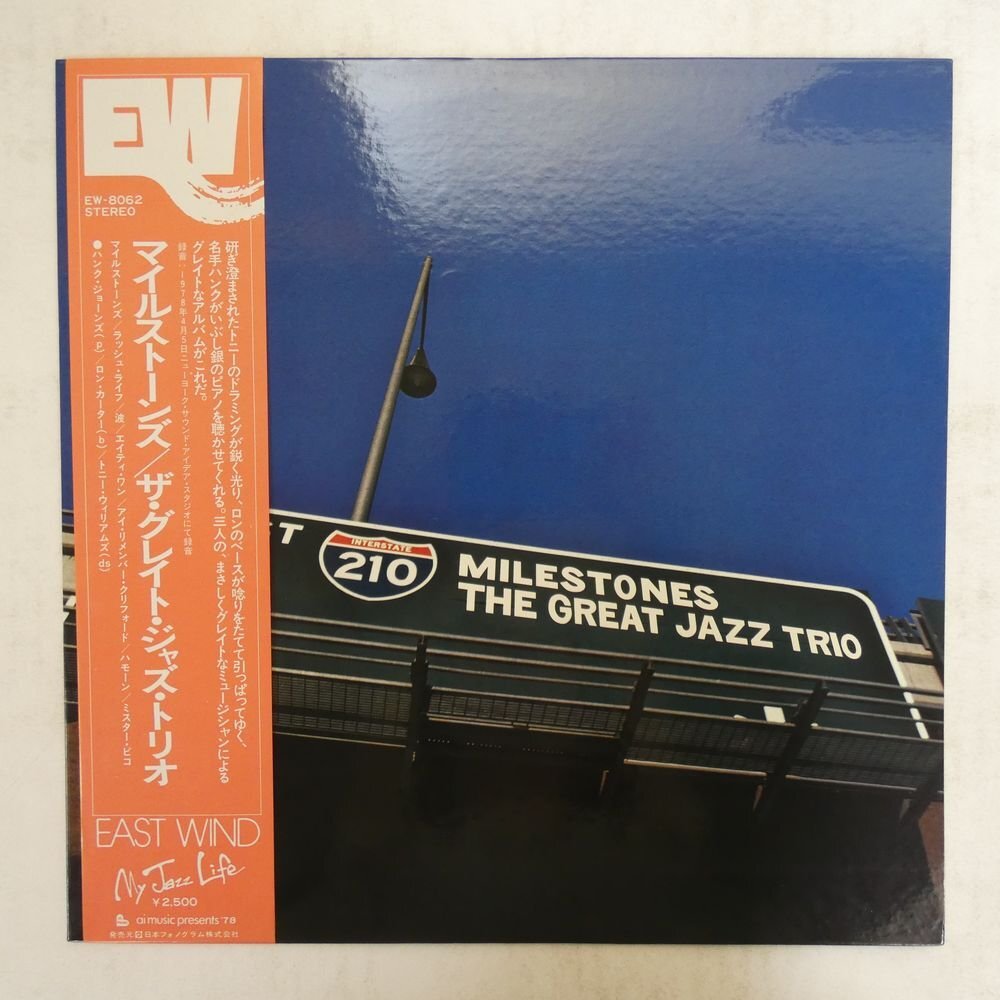 EW
EW-8062
STEREO
研ぎ澄まされたトニーのドラミングが鋭く光り、ロンのベースが唸りをたてて引っぱってゆく、
名手ハンクがいぶし銀のピアノを聴かせてくれる。三人の、まさしくグレイトなミュージシャンによる
グレイトなアルバムがこれだ。
録音:1978年4月5日ニューヨーク・サウンド・アイデア・スタジオにて録音
マイルストーンズ/ザ・グレイト・ジャズ・トリオ
マイルストーンズ/ラッシュ・ライフ/波/エイティ・ワン/アイ・リメンバー・クリフォード/ハモーン/ミスター・ビコ
●ハンク・ジョーンズ(p)/ロン・カーター(b)/トニー・ウィリアムズ(ds)
EAST WIND
My Jazz Life
¥2,500
ai music presents '78
発売元 日本フォノグラム株式会社
ST
INTERSTATE
210
MILESTONES
THE GREAT JAZZ TRIO